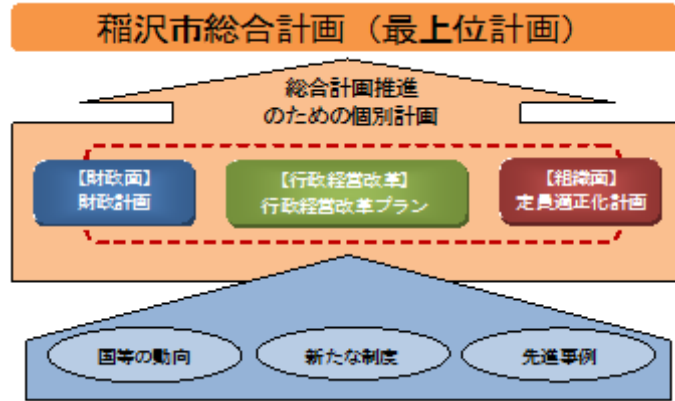 稲沢市総合計画（最上位計画）
総合計画推進
のための個別計画
【財政面】
財政計画
【行政経営改革】
行政経営改革プラン
【組織面】
定員適正化計画
国等の動向
新たな制度
先進事例